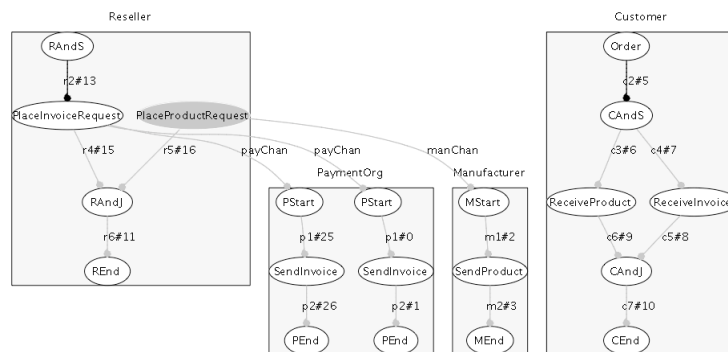 Reseller
Customer
RAndS
Order
r2#13
c2#5
PlaceInvoiceRequest
PlaceProductRequest
CAndS
r4#15
r5#16
payChan
payChan
manChan
c3#6
c4#7
PaymentOrg
Manufacturer
RAndJ
PStart
PStart
MStart
ReceiveProduct
ReceiveInvoice
r6#11
p1#25
p1#0
m1#2
c6#9
c5#8
REnd
SendInvoice
SendInvoice
SendProduct
CAndJ
p2#26
p2#1
m2#3
c7#10
PEnd
PEnd
MEnd
CEnd